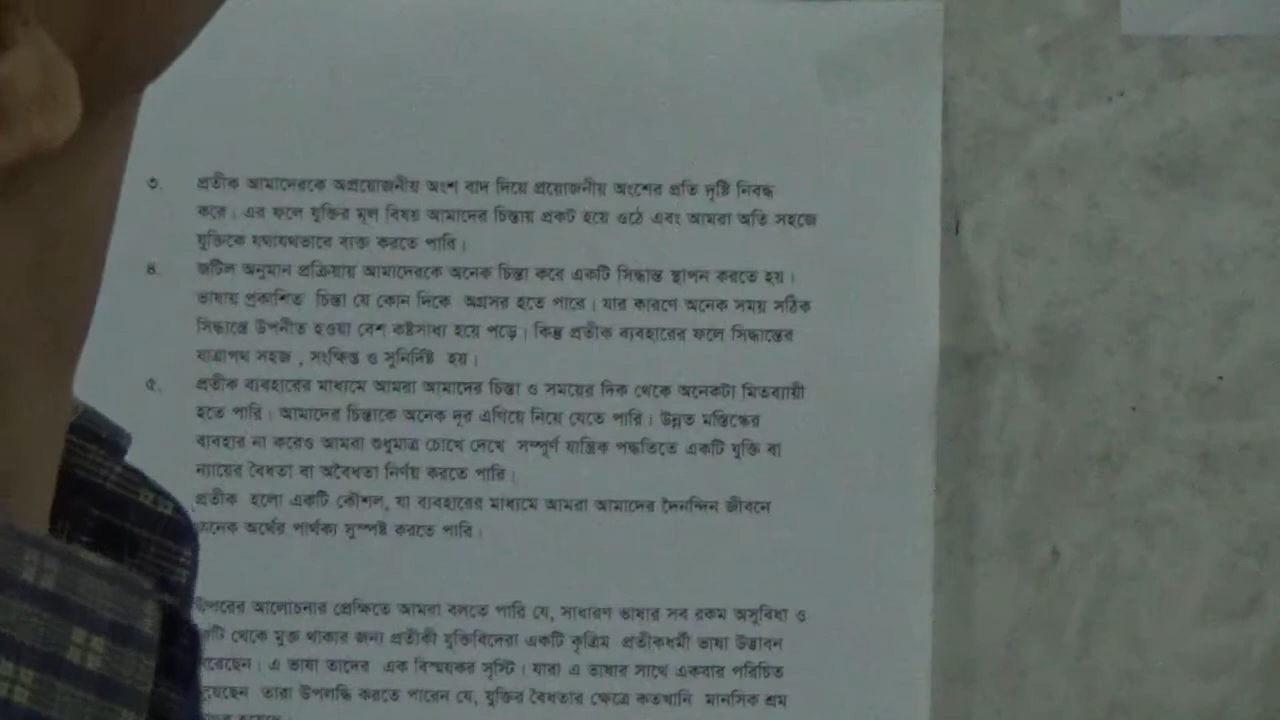 ৩. প্রতীক আমাদেরকে অপ্রয়োজনীয় অংশ বাদ দিয়ে প্রয়োজনীয় অংশের প্রতি দৃষ্টি নিবদ্ধ
করে। এর ফলে যুক্তির মূল বিষয় আমাদের চিন্তায় প্রকট হয়ে ওঠে এবং আমরা অতি সহজে
যুক্তিকে যথাযথভাবে ব্যক্ত করতে পারি।
৪. জটিল অনুমান প্রক্রিয়ায় আমাদেরকে অনেক চিন্তা করে একটি সিদ্ধান্ত স্থাপন করতে হয়।
ভাষায় প্রকাশিত চিন্তা যে কোন দিকে অগ্রসর হতে পারে। যার কারণে অনেক সময় সঠিক
সিদ্ধান্তে উপনীত হওয়া বেশ কষ্টসাধ্য হয়ে পড়ে। কিন্তু প্রতীক ব্যবহারের ফলে সিদ্ধান্তের
যাত্রাপথ সহজ , সংক্ষিপ্ত ও সুনির্দিষ্ট হয়।
৫. প্রতীক ব্যবহারের মাধ্যমে আমরা আমাদের চিন্তা ও সময়ের দিক থেকে অনেকটা মিতব্যায়ী
হতে পারি। আমাদের চিন্তাকে অনেক দূর এগিয়ে নিয়ে যেতে পারি। উন্নত মস্তিস্কের
ব্যবহার না করেও আমরা শুধুমাত্র চোখে দেখে সম্পূর্ণ যান্ত্রিক পদ্ধতিতে একটি যুক্তি বা
ন্যায়ের বৈধতা বা অবৈধতা নির্ণয় করতে পারি।
প্রতীক হলো একটি কৌশল, যা ব্যবহারের মাধ্যমে আমরা আমাদের দৈনন্দিন জীবনে
অনেক অর্থের পার্থক্য সুস্পষ্ট করতে পারি।
উপরের আলোচনার প্রেক্ষিতে আমরা বলতে পারি যে, সাধারণ ভাষার সব রকম অসুবিধা ও
থেকে মুক্ত থাকার জন্য প্রতীকী যুক্তিবিদেরা একটি কৃত্রিম প্রতীকধর্মী ভাষা উদ্ভাবন
করেছেন। এ ভাষা তাদের এক বিস্ময়কর সৃস্টি। যারা এ ভাষার সাথে একবার পরিচিত
হয়েছেন তারা উপলব্ধি করতে পারেন যে, যুক্তির বৈধতার ক্ষেত্রে কতখানি মানসিক শ্রম